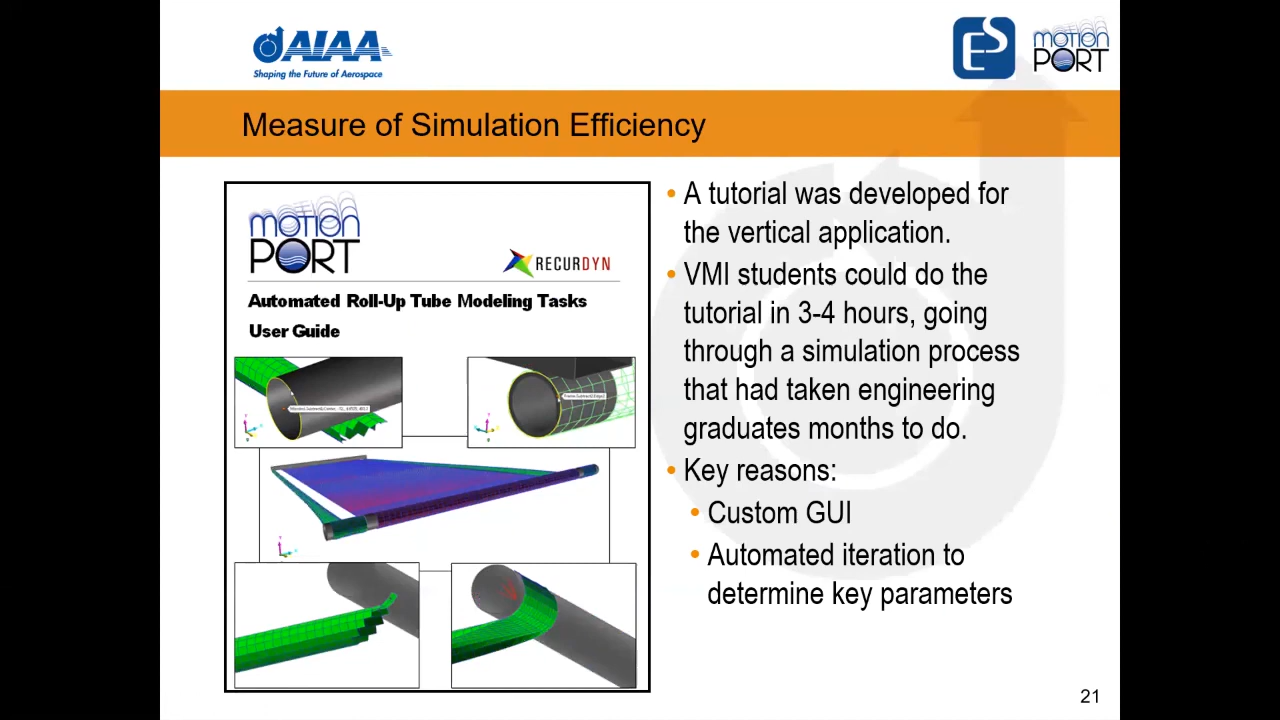 AIAA
Shaping the Future of Aerospace
ES
MOTION
PORT
Measure of Simulation Efficiency
MOTION
PORT
RECURDYN
Automated Roll-Up Tube Modeling Tasks
User Guide
• A tutorial was developed for
the vertical application.
• VMI students could do the
tutorial in 3-4 hours, going
through a simulation process
that had taken engineering
graduates months to do.
• Key reasons:
• Custom GUI
• Automated iteration to
determine key parameters
21